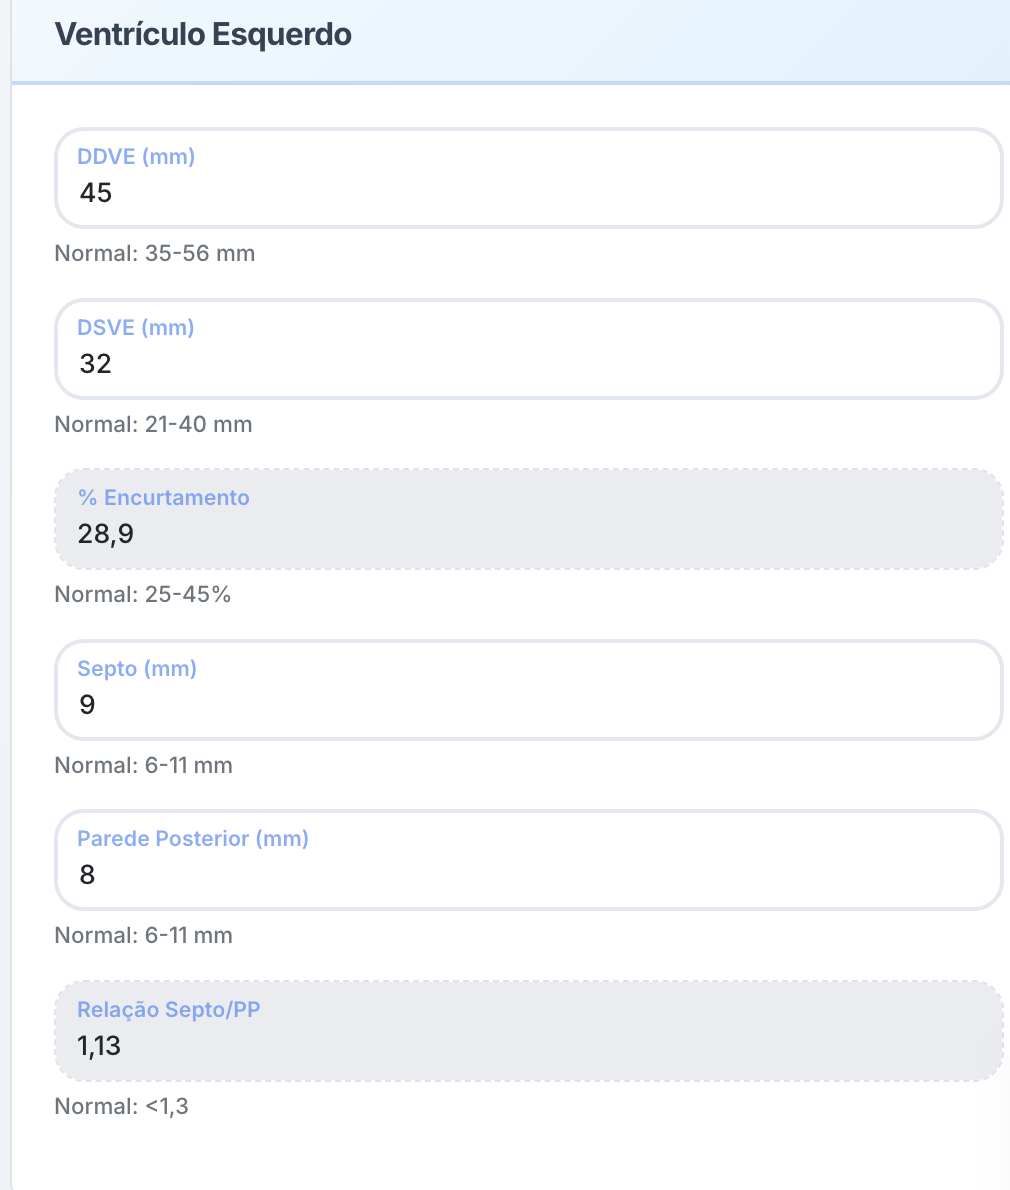 Ventrículo Esquerdo
DDVE (mm)
45
Normal: 35-56 mm
DSVE (mm)
32
Normal: 21-40 mm
% Encurtamento
28,9
Normal: 25-45%
Septo (mm)
9
Normal: 6-11 mm
Parede Posterior (mm)
8
Normal: 6-11 mm
Relação Septo/PP
1,13
Normal: <1,3